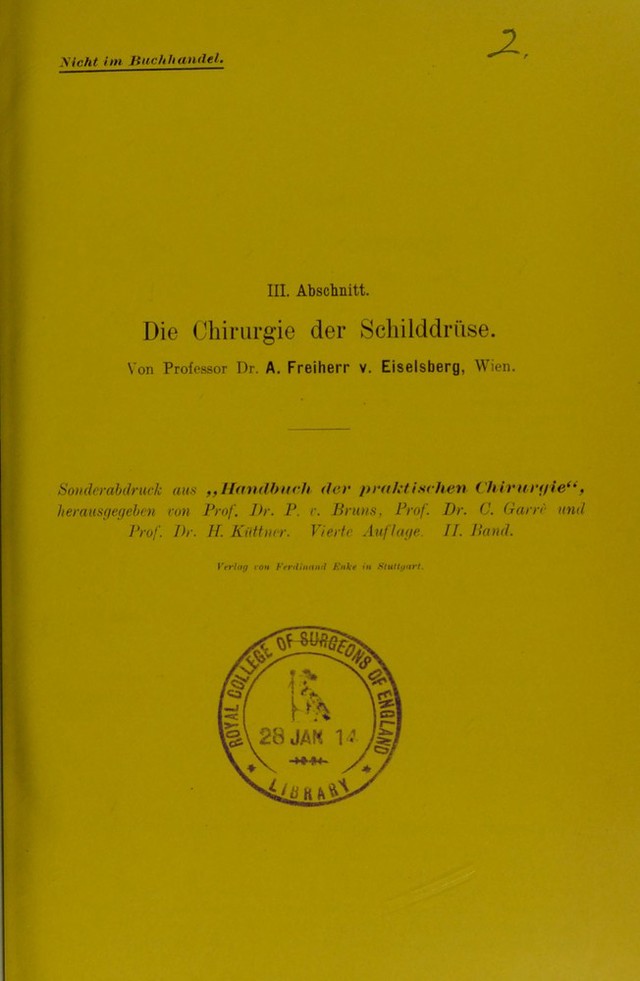 Nicht im Buchhandel.
2.
III. Abschnitt.
Die Chirurgie der Schilddrüse.
Von Professor Dr. A. Freiherr v. Eiselsberg, Wien.
Sonderabdruck aus „Handbuch der praktischen Chirurgie“,
herausgegeben von Prof. Dr. P. v. Bruns, Prof. Dr. C. Garrè und
Prof. Dr. H. Küttner. Vierte Auflage. II. Band.
Verlag von Ferdinand Enke in Stuttgart.
ROYAL COLLEGE OF SURGEONS OF ENGLAND
28 JAN 14
LIBRARY